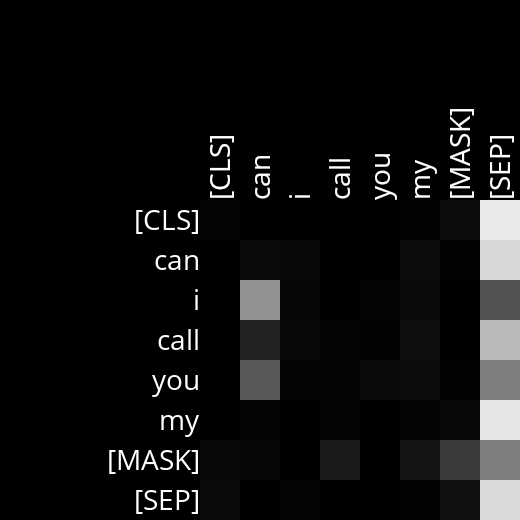 [CLS] can i call you my [MASK] [SEP]
[CLS]
can
i
call
you
my
[MASK]
[SEP]